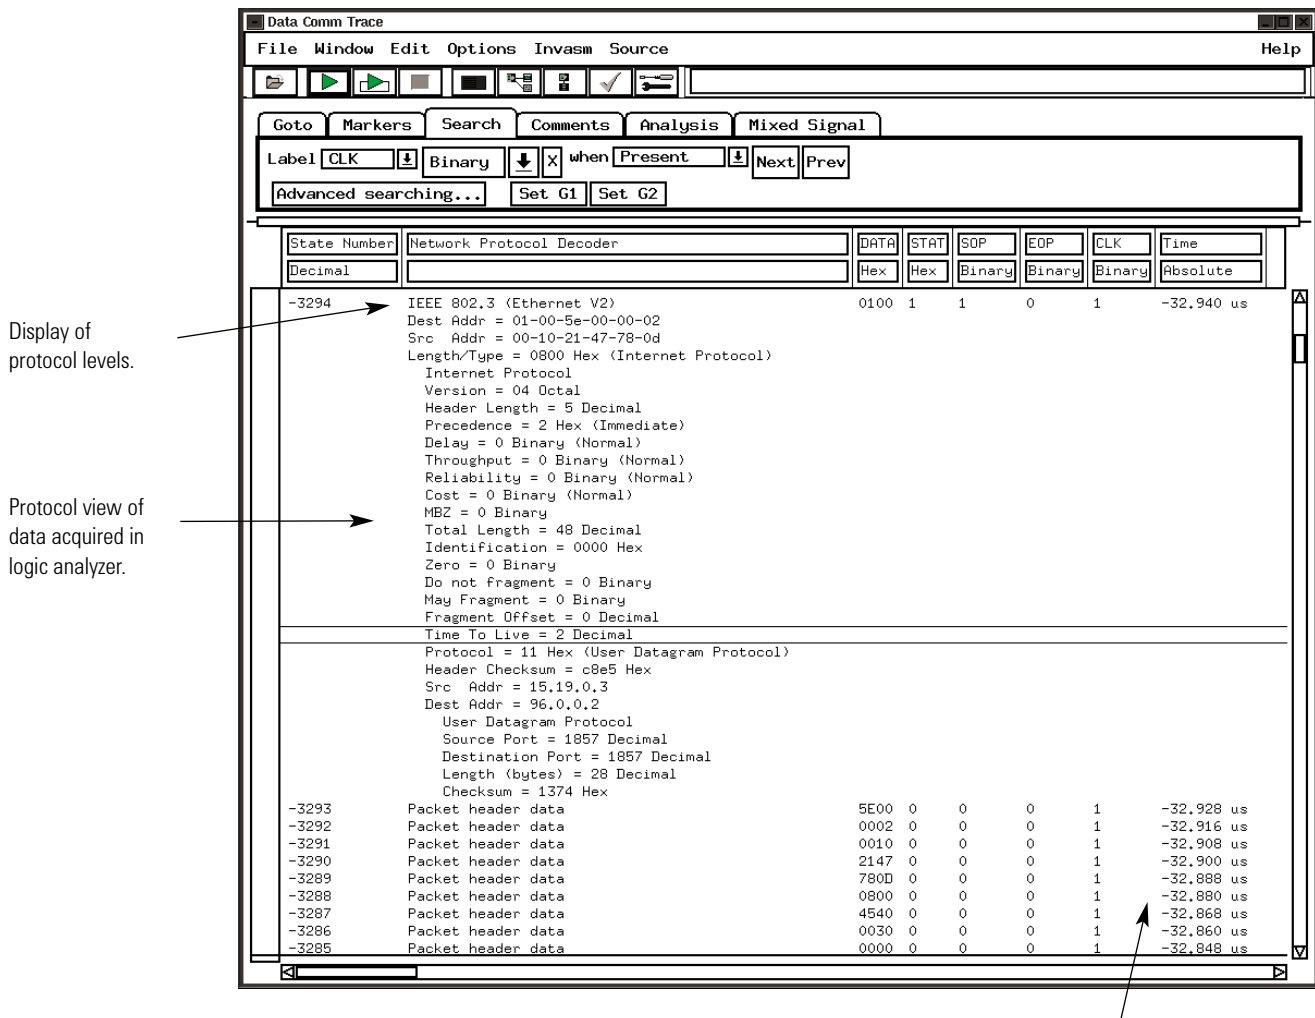 Data Comm Trace
File Window Edit Options Invasm Source Help
Goto Markers Search Comments Analysis Mixed Signal
Label CLK Binary X when Present Next Prev
Advanced searching... Set G1 Set G2
State Number Network Protocol Decoder DATA STAT SOP EOP CLK Time
Decimal Hex Hex Binary Binary Binary Absolute
-3294 IEEE 802.3 (Ethernet V2) 0100 1 1 0 1 -32.940 us
Dest Addr = 01-00-5e-00-00-02
Src Addr = 00-10-21-47-78-0d
Length/Type = 0800 Hex (Internet Protocol)
Internet Protocol
Version = 04 Octal
Header Length = 5 Decimal
Precedence = 2 Hex (Immediate)
Delay = 0 Binary (Normal)
Throughput = 0 Binary (Normal)
Reliability = 0 Binary (Normal)
Cost = 0 Binary (Normal)
MBZ = 0 Binary
Total Length = 48 Decimal
Identification = 0000 Hex
Zero = 0 Binary
Do not fragment = 0 Binary
May Fragment = 0 Binary
Fragment Offset = 0 Decimal
Time To Live = 2 Decimal
Protocol = 11 Hex (User Datagram Protocol)
Header Checksum = c8e5 Hex
Src Addr = 15.19.0.3
Dest Addr = 96.0.0.2
User Datagram Protocol
Source Port = 1857 Decimal
Destination Port = 1857 Decimal
Length (bytes) = 28 Decimal
Checksum = 1374 Hex
-3293 Packet header data 5E00 0 0 0 1 -32.928 us
-3292 Packet header data 0002 0 0 0 1 -32.916 us
-3291 Packet header data 0010 0 0 0 1 -32.908 us
-3290 Packet header data 2147 0 0 0 1 -32.900 us
-3289 Packet header data 780D 0 0 0 1 -32.888 us
-3288 Packet header data 0800 0 0 0 1 -32.880 us
-3287 Packet header data 4540 0 0 0 1 -32.868 us
-3286 Packet header data 0030 0 0 0 1 -32.860 us
-3285 Packet header data 0000 0 0 0 1 -32.848 us
Display of
protocol levels.
Protocol view of
data acquired in
logic analyzer.